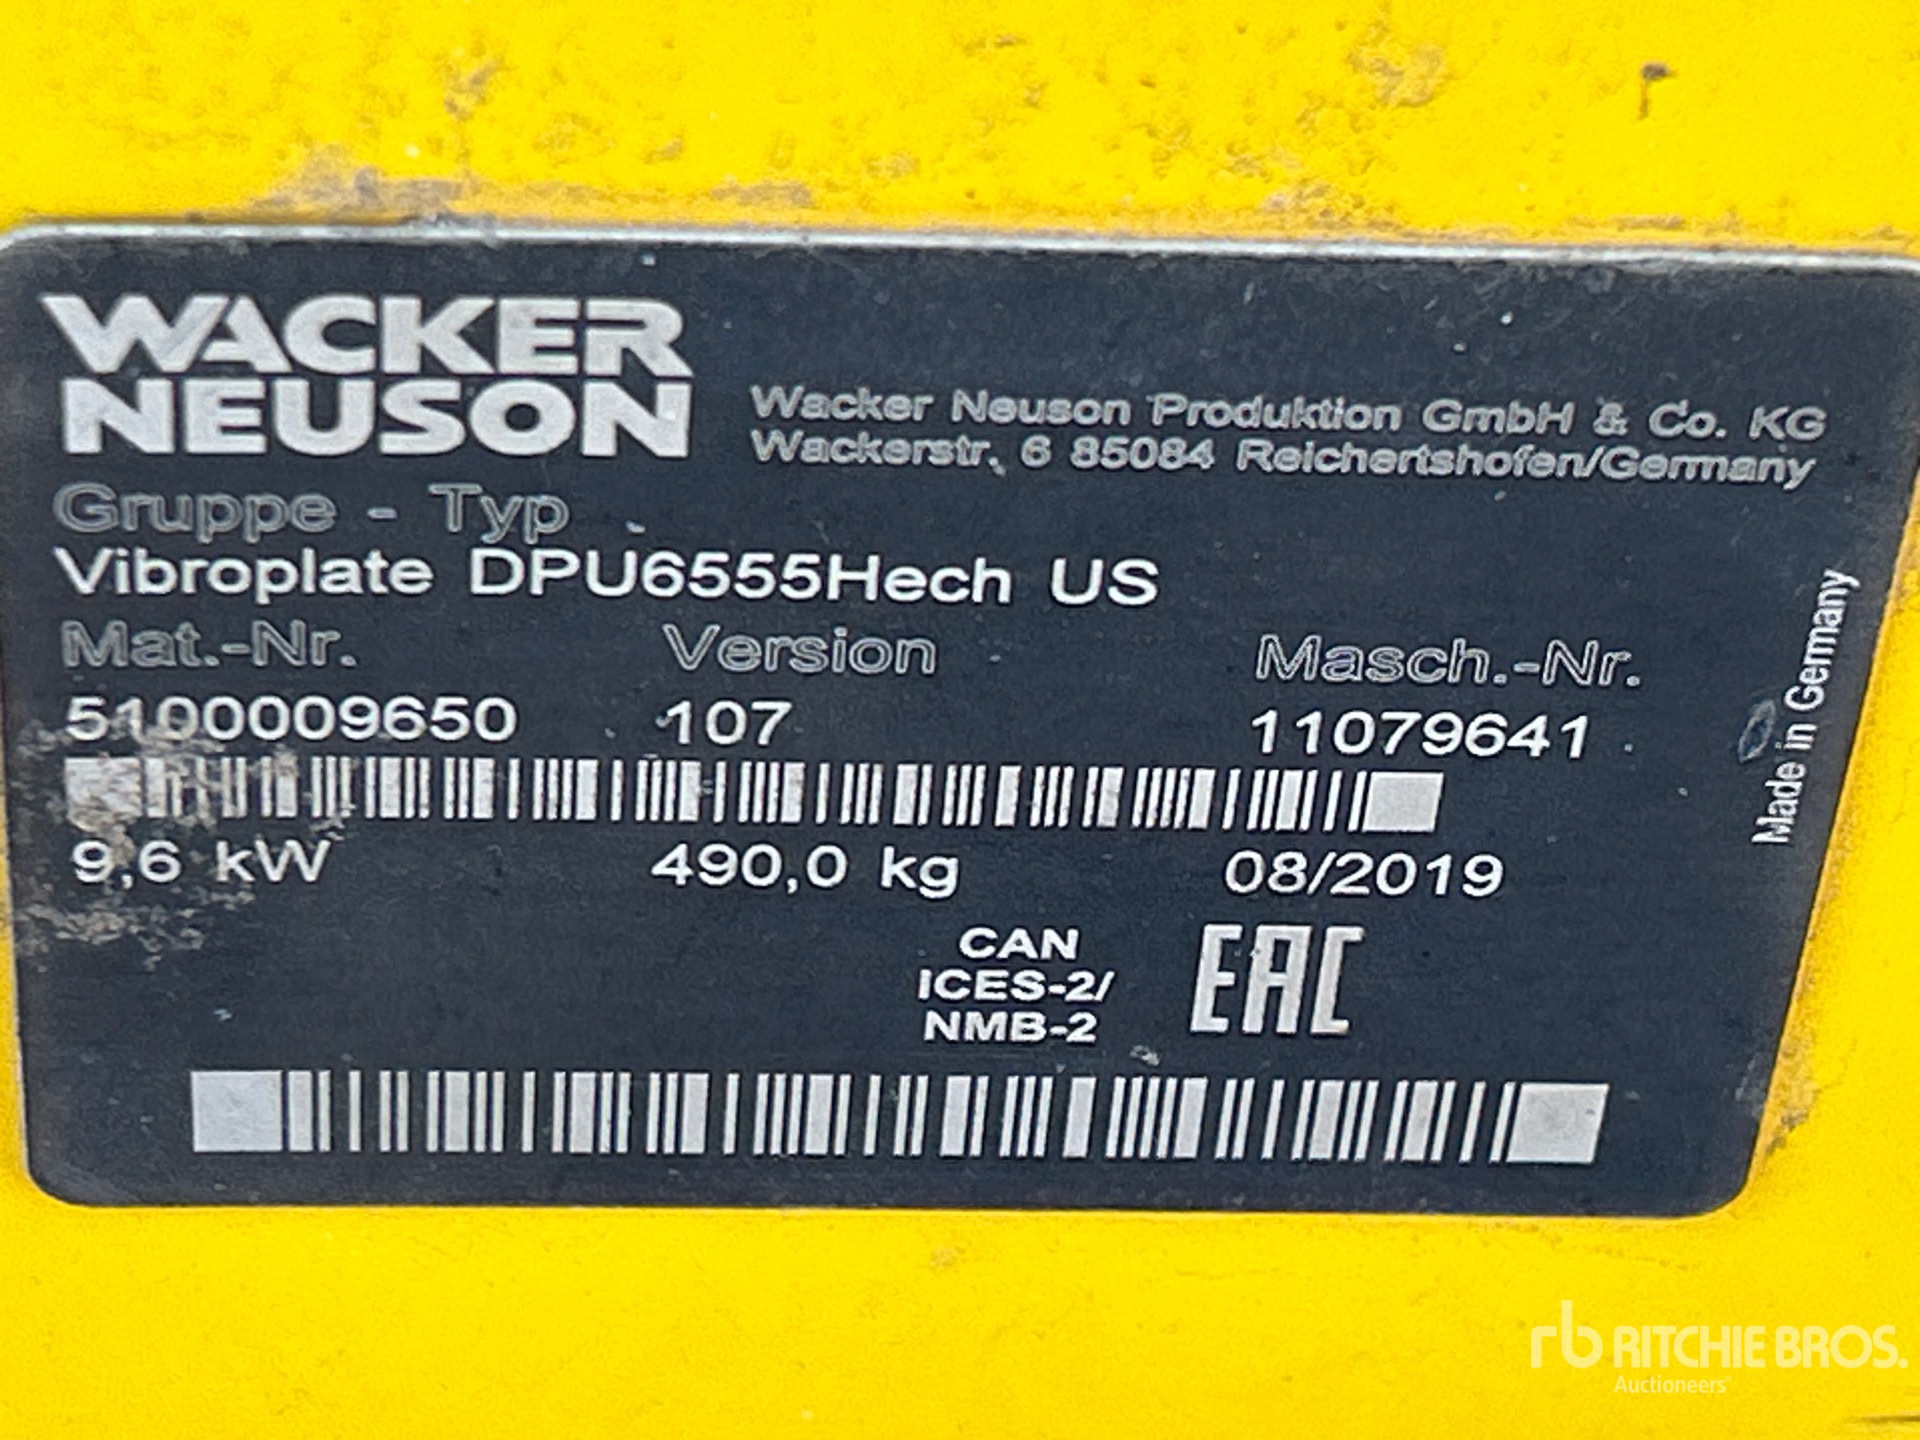 WACKER
NEUSON
Wacker Neuson Produktion GmbH & Co. KG
Wackerstr. 6 85084 Reichertshofen/Germany
Gruppe - Typ
Vibroplate DPU6555Hech US
Mat.-Nr. Version Masch.-Nr.
5100009650 107 11079641
9,6 kW 490,0 kg 08/2019
CAN
ICES-2/
NMB-2
EAC
Made in Germany
rb RITCHIE BROS.
Auctioneers